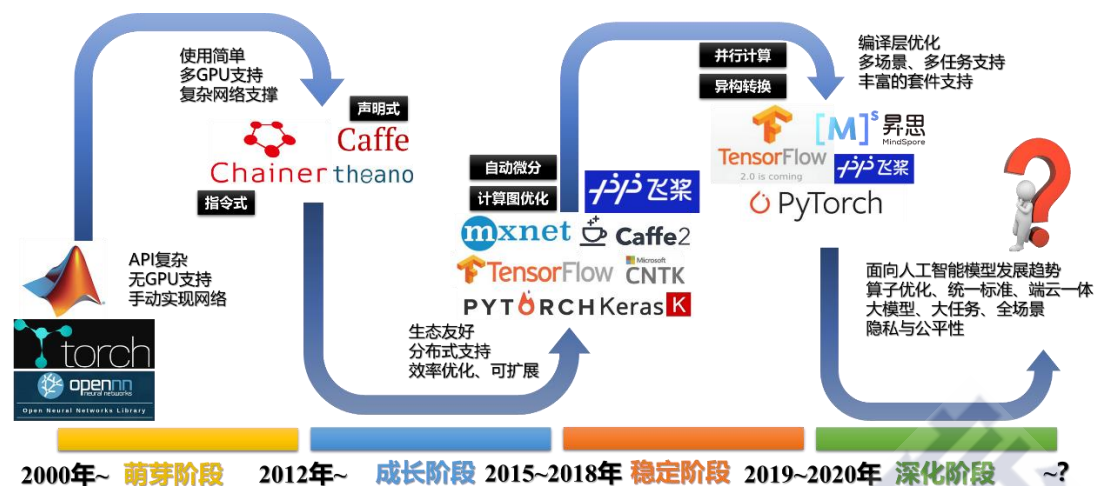 API复杂
无GPU支持
手动实现网络
torch
opennn
neural networks
Open Neural Networks Library
使用简单
多GPU支持
复杂网络支撑
声明式
Caffe
Chainer
theano
指令式
生态友好
分布式支持
效率优化、可扩展
自动微分
计算图优化
飞桨
mxnet
Caffe2
TensorFlow
Microsoft
CNTK
PYTORCH
Keras K
并行计算
异构转换
编译层优化
多场景、多任务支持
丰富的套件支持
TensorFlow
2.0 is coming
[M]s 昇思
MindSpore
飞桨
PyTorch
?
面向人工智能模型发展趋势
算子优化、统一标准、端云一体
大模型、大任务、全场景
隐私与公平性
2000年~ 萌芽阶段 2012年~ 成长阶段 2015~2018年 稳定阶段 2019~2020年 深化阶段 ~?